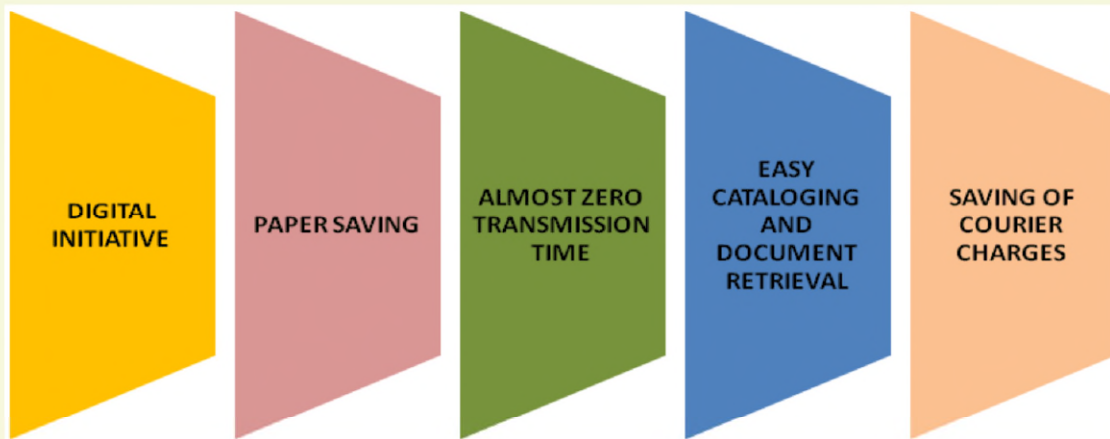 DIGITAL
INITIATIVE
PAPER SAVING
ALMOST ZERO
TRANSMISSION
TIME
EASY
CATALOGING
AND
DOCUMENT
RETRIEVAL
SAVING OF
COURIER
CHARGES